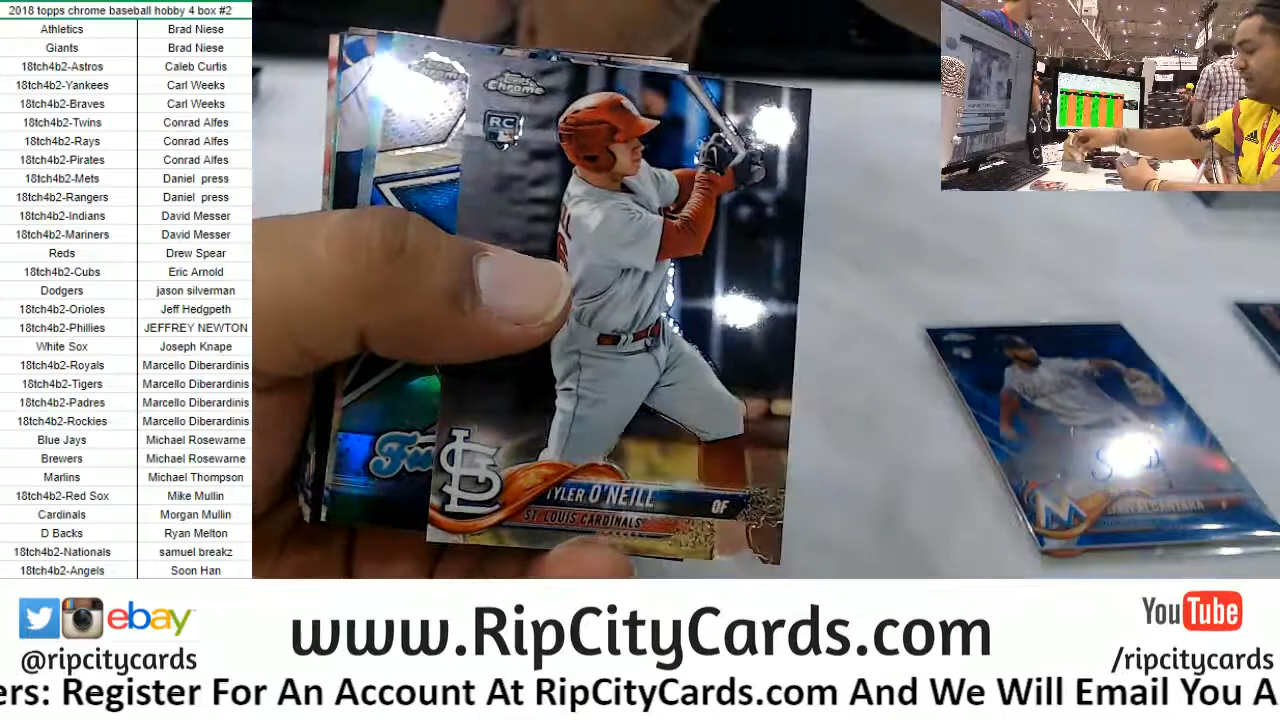 2018 topps chrome baseball hobby 4 box #2
Athletics Brad Niese
Giants Brad Niese
18tch4b2-Astros Caleb Curtis
18tch4b2-Yankees Carl Weeks
18tch4b2-Braves Carl Weeks
18tch4b2-Twins Conrad Alfes
18tch4b2-Rays Conrad Alfes
18tch4b2-Pirates Conrad Alfes
18tch4b2-Mets Daniel press
18tch4b2-Rangers Daniel press
18tch4b2-Indians David Messer
18tch4b2-Mariners David Messer
Reds Drew Spear
18tch4b2-Cubs Eric Arnold
Dodgers jason silverman
18tch4b2-Orioles Jeff Hedgpeth
18tch4b2-Phillies JEFFREY NEWTON
White Sox Joseph Knape
18tch4b2-Royals Marcello Diberardinis
18tch4b2-Tigers Marcello Diberardinis
18tch4b2-Padres Marcello Diberardinis
18tch4b2-Rockies Marcello Diberardinis
Blue Jays Michael Rosewarne
Brewers Michael Rosewarne
Marlins Michael Thompson
18tch4b2-Red Sox Mike Mullin
Cardinals Morgan Mullin
D Backs Ryan Melton
18tch4b2-Nationals samuel breakz
18tch4b2-Angels Soon Han
Topps Chrome
RC
TYLER O'NEILL OF
ST. LOUIS CARDINALS
Fu
M
ebay
@ripcitycards
www.RipCityCards.com
YouTube
/ripcitycards
ers: Register For An Account At RipCityCards.com And We Will Email You A